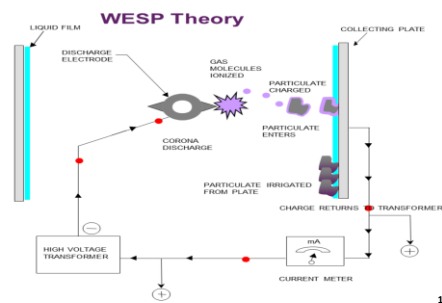 WESP Theory
LIQUID FILM
COLLECTING PLATE
DISCHARGE
ELECTRODE
GAS
MOLECULES
IONIZED
PARTICULATE
CHARGED
CORONA
DISCHARGE
PARTICULATE
ENTERS
PARTICULATE IRRIGATED
FROM PLATE
CHARGE RETURNS TO TRANSFORMER
HIGH VOLTAGE
TRANSFORMER
mA
CURRENT METER
1